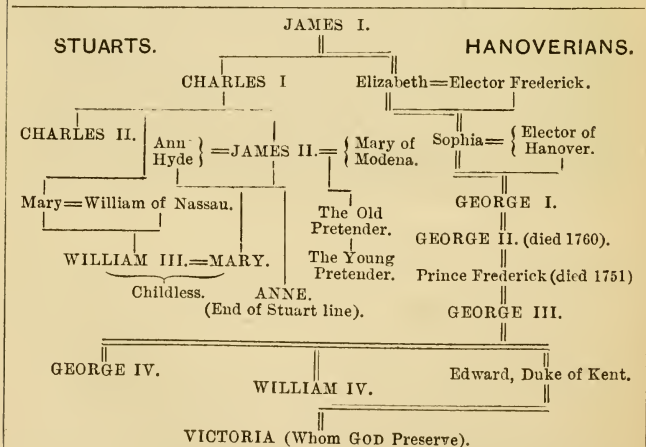 JAMES I.
STUARTS. HANOVERIANS.
CHARLES I Elizabeth=Elector Frederick.
CHARLES II. Ann Hyde } =JAMES II.= { Mary of Modena. Sophia= { Elector of Hanover.
Mary=William of Nassau. The Old Pretender. GEORGE I.
GEORGE II. (died 1760).
WILLIAM III.=MARY. The Young Pretender. Prince Frederick (died 1751)
Childless. ANNE.
(End of Stuart line). GEORGE III.
GEORGE IV. WILLIAM IV. Edward, Duke of Kent.
VICTORIA (Whom GOD Preserve).